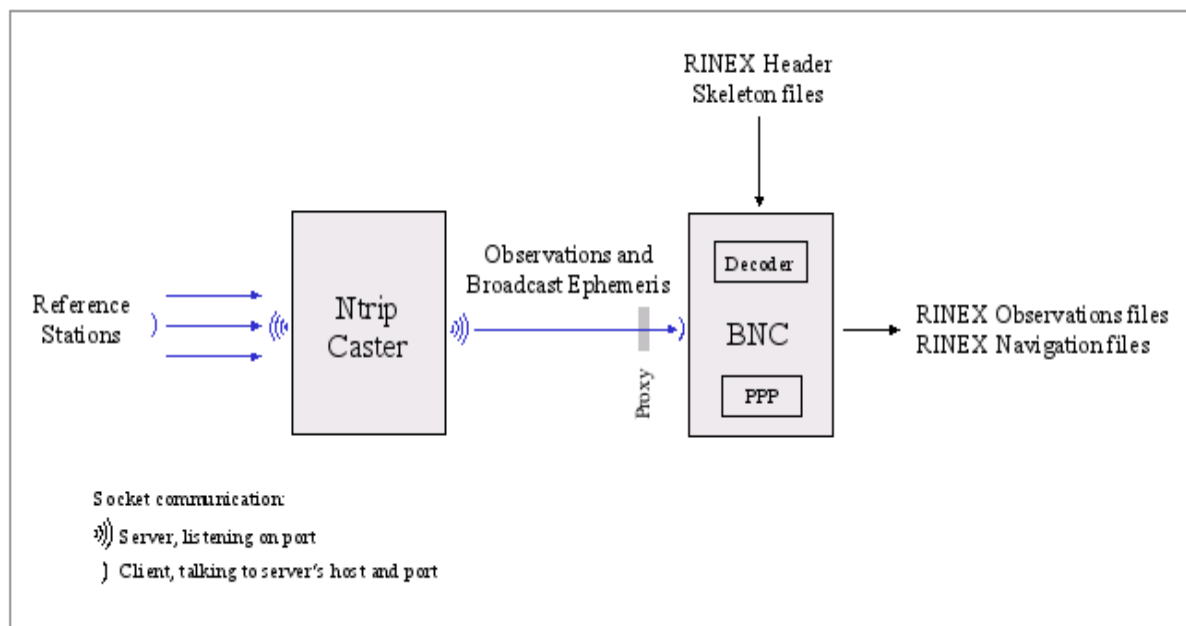 RINEX Header
Skeleton files
Observations and
Broadcast Ephemeris
Reference
Stations
Ntrip
Caster
Proxy
Decoder
BNC
PPP
RINEX Observations files
RINEX Navigation files
Socket communication:
Server, listening on port
Client, talking to server's host and port